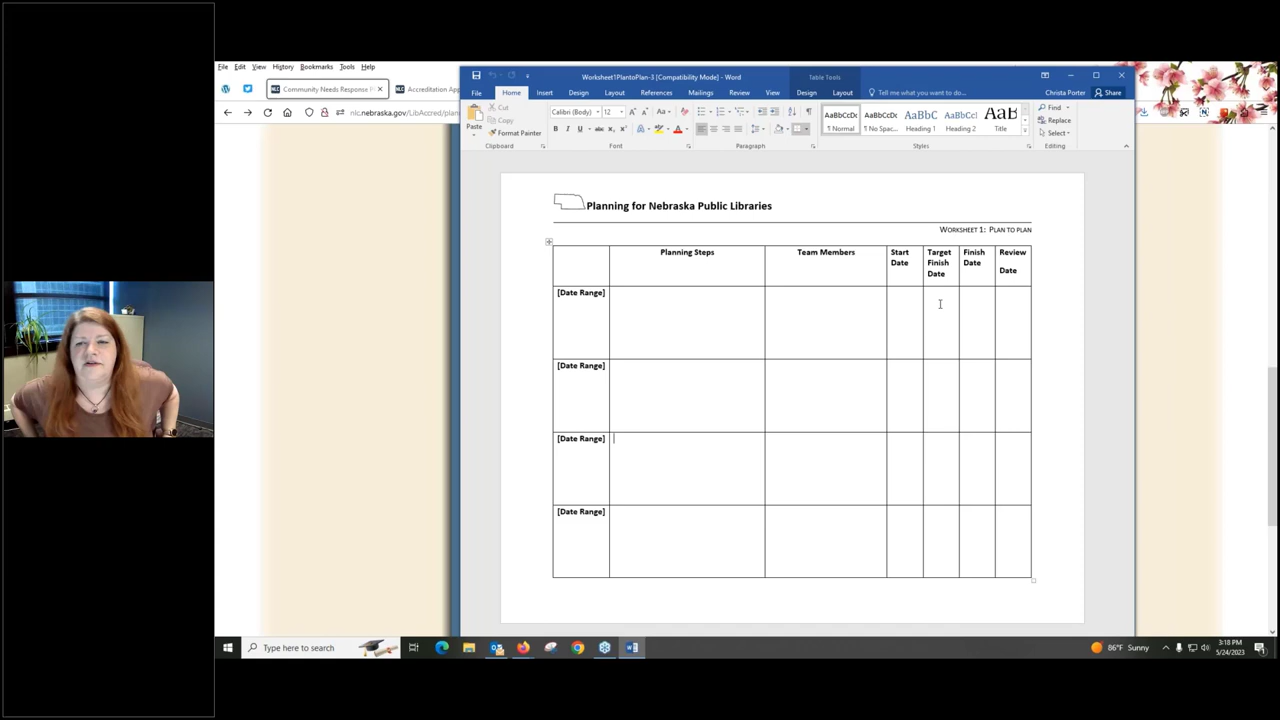 File Edit View History Bookmarks Tools Help
Community Needs Response P
Accreditation App
nlc.nebraska.gov/LibAccred/plan
Worksheet1PlantoPlan-3 [Compatibility Mode] - Word
Table Tools
File Home Insert Design Layout References Mailings Review View Design Layout Tell me what you want to do... Christa Porter Share
Paste
Cut
Copy
Format Painter
Clipboard
Calibri (Body) 12
Font
Paragraph
AaBbCcDc AaBbCcDc AaBbC AaBbCcI AaB
¶ Normal ¶ No Spac... Heading 1 Heading 2 Title
Styles
Find
Replace
Select
Editing
Planning for Nebraska Public Libraries
WORKSHEET 1: PLAN TO PLAN
Planning Steps
Team Members
Start Date
Target Finish Date
Finish Date
Review Date
[Date Range]
[Date Range]
[Date Range]
[Date Range]
Type here to search
86°F Sunny
3:18 PM
5/24/2023